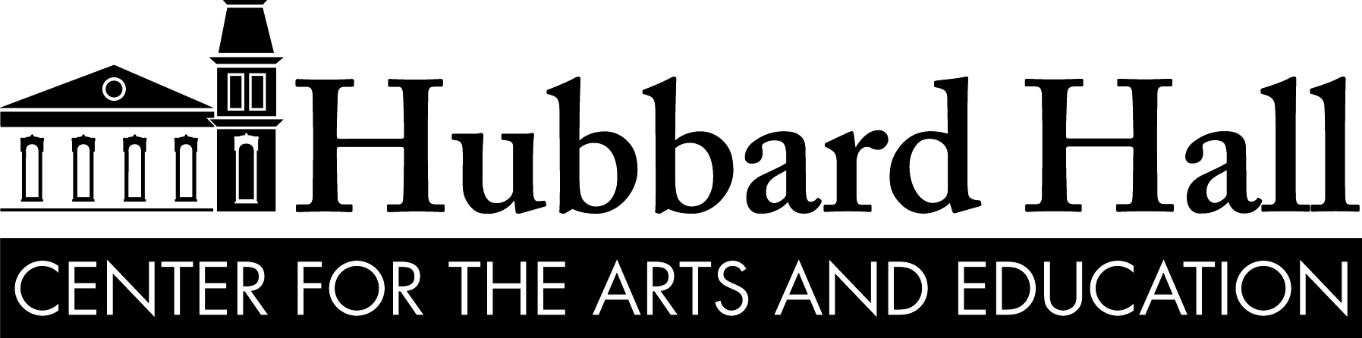 Hubbard Hall
CENTER FOR THE ARTS AND EDUCATION